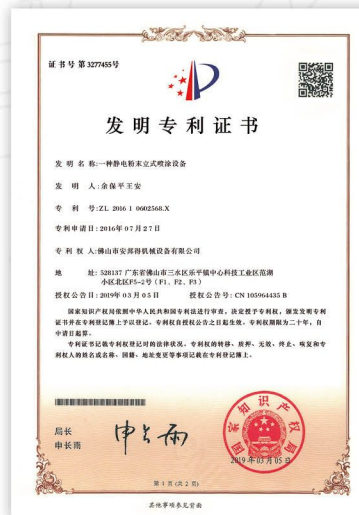 证书号第3277455号
发明专利证书
发 明 名 称:一种静电粉末立式喷涂设备
发 明 人:余保平王安
专 利 号:ZL 2016 1 0602568.X
专利申请日:2016年07月27日
专 利 权 人:佛山市安邦得机械设备有限公司
地 址:528137 广东省佛山市三水区乐平镇中心科技工业区范湖
小区北区F5-2号(F1、F2、F3)
授权公告日:2019年03月05日 授权公告号:CN 105964435 B
国家知识产权局依照中华人民共和国专利法进行审查,决定授予专利权,颁发发明专利
证书并在专利登记簿上予以登记。专利权自授权公告之日起生效。专利权期限为二十年,自
申请日起算。
专利证书记载专利权登记时的法律状况。专利权的转移、质押、无效、终止、恢复和专
利权人的姓名或名称、国籍、地址变更等事项记载在专利登记簿上。
局长
申长雨
申长雨
国家知识产权局
2019年03月05日
第 1 页 (共 2 页)
其他事项参见背面